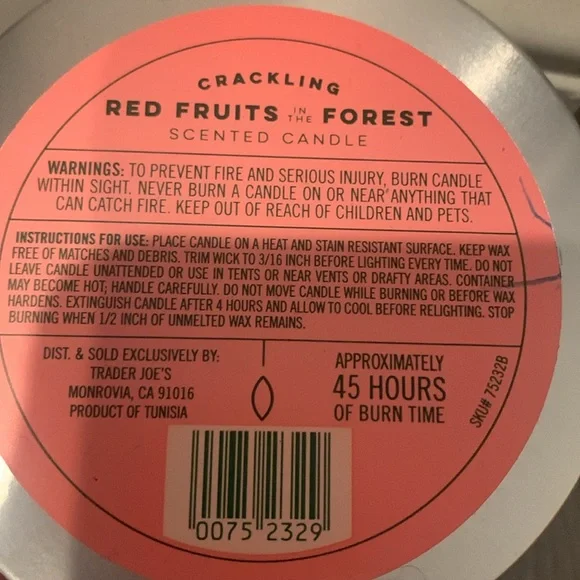 CRACKLING
RED FRUITS IN THE FOREST
SCENTED CANDLE
WARNINGS: TO PREVENT FIRE AND SERIOUS INJURY, BURN CANDLE
WITHIN SIGHT. NEVER BURN A CANDLE ON OR NEAR ANYTHING THAT
CAN CATCH FIRE. KEEP OUT OF REACH OF CHILDREN AND PETS.
INSTRUCTIONS FOR USE: PLACE CANDLE ON A HEAT AND STAIN RESISTANT SURFACE. KEEP WAX
FREE OF MATCHES AND DEBRIS. TRIM WICK TO 3/16 INCH BEFORE LIGHTING EVERY TIME. DO NOT
LEAVE CANDLE UNATTENDED OR USE IN TENTS OR NEAR VENTS OR DRAFTY AREAS. CONTAINER
MAY BECOME HOT; HANDLE CAREFULLY. DO NOT MOVE CANDLE WHILE BURNING OR BEFORE WAX
HARDENS. EXTINGUISH CANDLE AFTER 4 HOURS AND ALLOW TO COOL BEFORE RELIGHTING. STOP
BURNING WHEN 1/2 INCH OF UNMELTED WAX REMAINS.
DIST. & SOLD EXCLUSIVELY BY:
TRADER JOE'S
MONROVIA, CA 91016
PRODUCT OF TUNISIA
APPROXIMATELY
45 HOURS
OF BURN TIME
SKU# 75232B
0075 2329